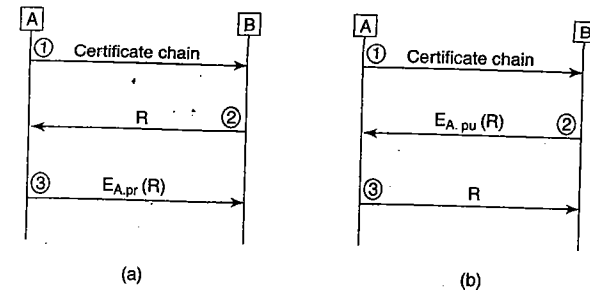 A B
① Certificate chain
R ②
③ E_A.pr (R)
(a)
A B
① Certificate chain
E_A. pu (R) ②
③ R
(b)